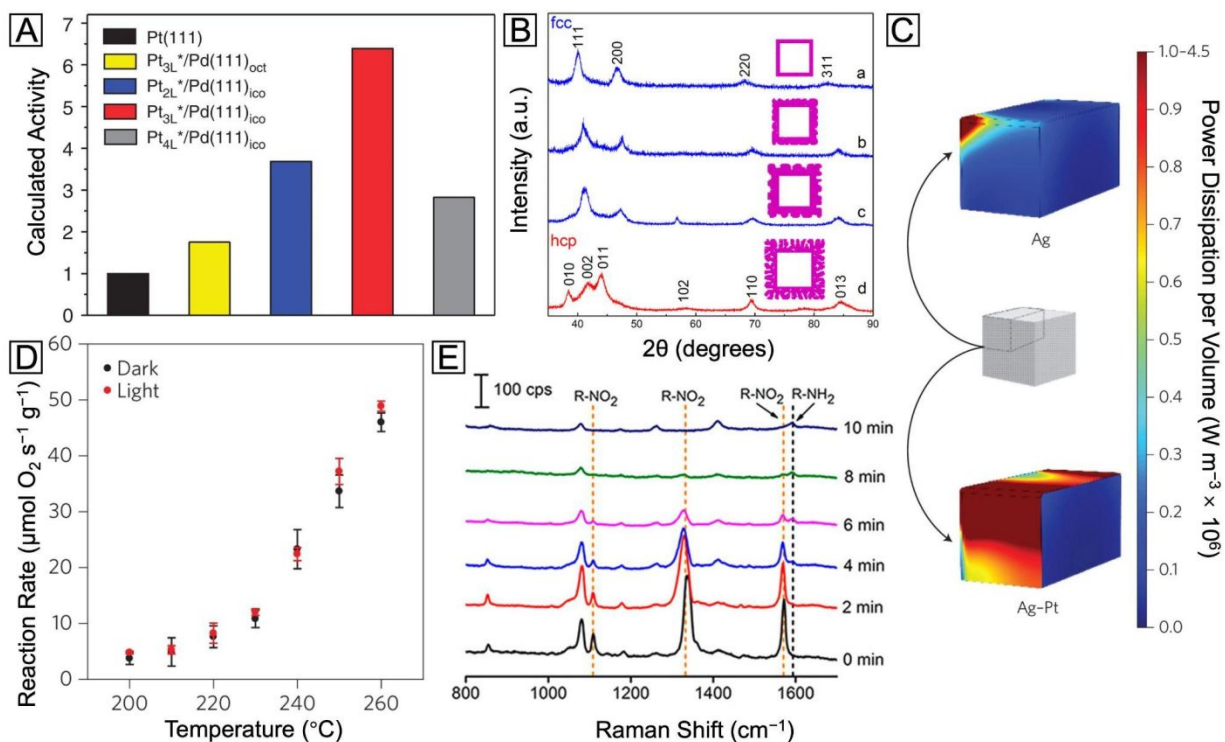 A
7
6
5
4
3
2
1
0
Calculated Activity
Pt(111)
Pt3L*/Pd(111)oct
Pt2L*/Pd(111)ico
Pt3L*/Pd(111)ico
Pt4L*/Pd(111)ico
B
Intensity (a.u.)
fcc
111
200
220
311
a
b
c
hcp
010
002
011
102
110
013
d
40 50 60 70 80 90
2θ (degrees)
C
Ag
Ag–Pt
1.0–4.5
0.9
0.8
0.7
0.6
0.5
0.4
0.3
0.2
0.1
0.0
Power Dissipation per Volume (W m⁻³ × 10⁶)
D
60
50
40
30
20
10
0
Reaction Rate (μmol O₂ s⁻¹ g⁻¹)
Dark
Light
200 220 240 260
Temperature (°C)
E
100 cps
R-NO₂ R-NO₂ R-NO₂ R-NH₂
10 min
8 min
6 min
4 min
2 min
0 min
800 1000 1200 1400 1600
Raman Shift (cm⁻¹)